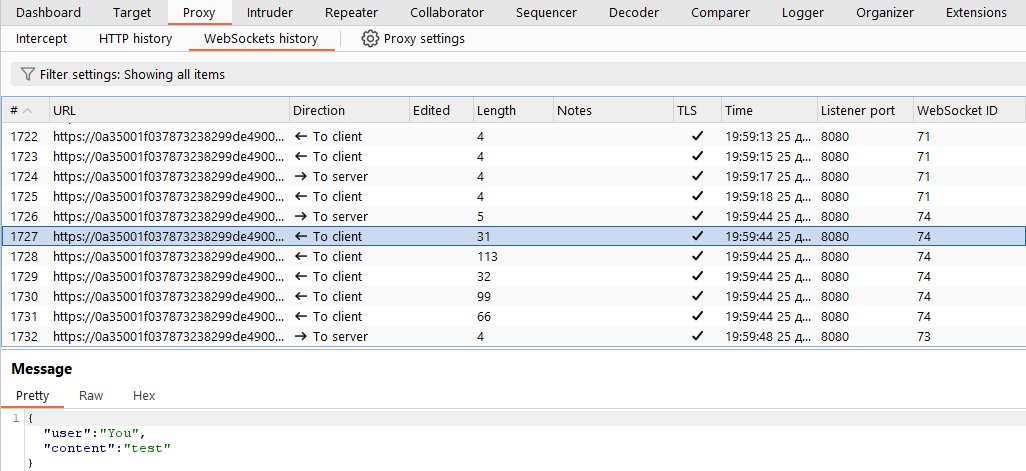 Dashboard Target Proxy Intruder Repeater Collaborator Sequencer Decoder Comparer Logger Organizer Extensions
Intercept HTTP history WebSockets history Proxy settings
Filter settings: Showing all items
# URL Direction Edited Length Notes TLS Time Listener port WebSocket ID
1722 https://0a35001f037873238299de4900... ← To client 4 ✓ 19:59:13 25 д... 8080 71
1723 https://0a35001f037873238299de4900... ← To client 4 ✓ 19:59:15 25 д... 8080 71
1724 https://0a35001f037873238299de4900... → To server 4 ✓ 19:59:17 25 д... 8080 71
1725 https://0a35001f037873238299de4900... ← To client 4 ✓ 19:59:18 25 д... 8080 71
1726 https://0a35001f037873238299de4900... → To server 5 ✓ 19:59:44 25 д... 8080 74
1727 https://0a35001f037873238299de4900... ← To client 31 ✓ 19:59:44 25 д... 8080 74
1728 https://0a35001f037873238299de4900... ← To client 113 ✓ 19:59:44 25 д... 8080 74
1729 https://0a35001f037873238299de4900... ← To client 32 ✓ 19:59:44 25 д... 8080 74
1730 https://0a35001f037873238299de4900... ← To client 99 ✓ 19:59:44 25 д... 8080 74
1731 https://0a35001f037873238299de4900... ← To client 66 ✓ 19:59:44 25 д... 8080 74
1732 https://0a35001f037873238299de4900... → To server 4 ✓ 19:59:48 25 д... 8080 73
Message
Pretty Raw Hex
1 {
"user":"You",
"content":"test"
}